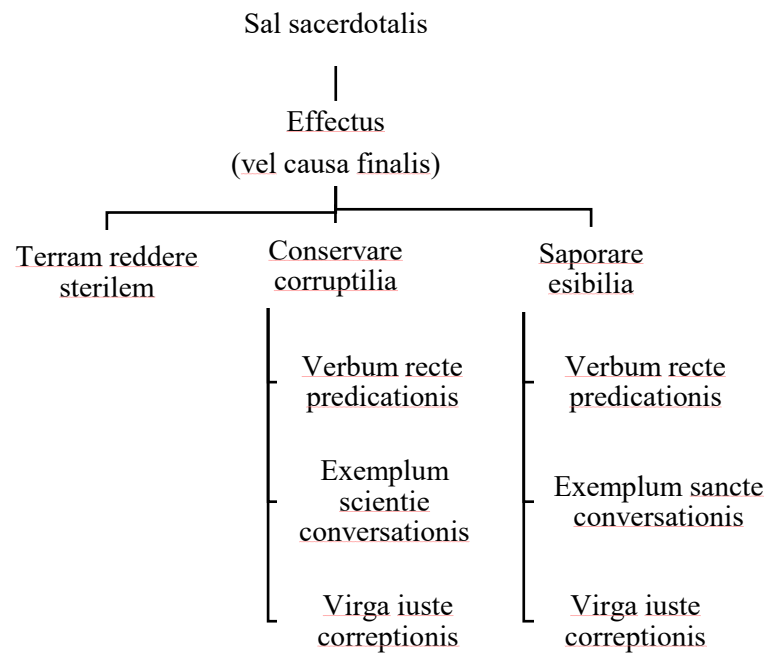 Sal sacerdotalis
Effectus
(vel causa finalis)
Terram reddere
sterilem
Conservare
corruptilia
Saporare
esibilia
Verbum recte
predicationis
Exemplum
scientie
conversationis
Virga iuste
correptionis
Verbum recte
predicationis
Exemplum sancte
conversationis
Virga iuste
correptionis